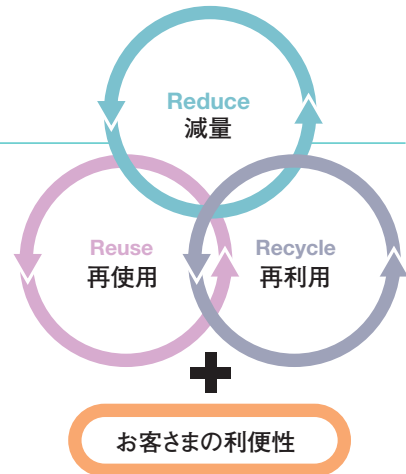 Reduce
減量
Reuse
再使用
Recycle
再利用
お客さまの利便性